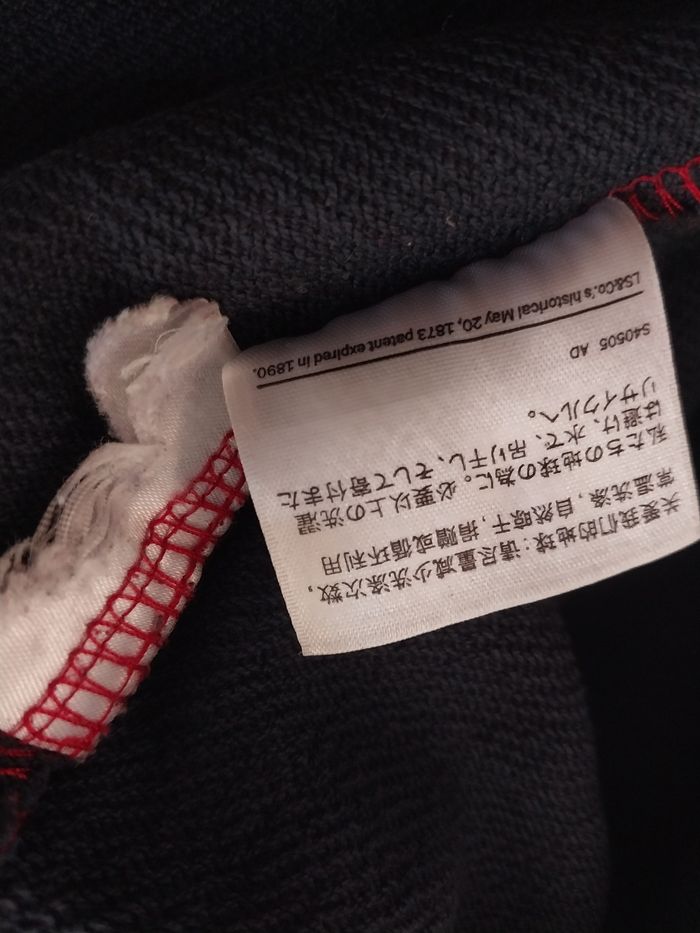 关爱我们的地球：请尽量减少洗涤次数，
常温洗涤，自然晾干，捐赠或循环利用
私たちの地球の為に。必要以上の洗濯
は避け、水で、吊り干し、そして寄付また
リサイクルへ。
S40505 AD
LS&Co.'s historical May 20, 1873 patent expired in 1890.